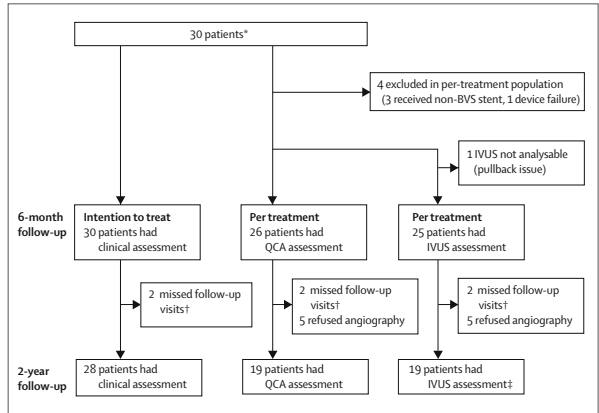 30 patients*
4 excluded in per-treatment population
(3 received non-BVS stent, 1 device failure)
1 IVUS not analysable
(pullback issue)
6-month
follow-up
Intention to treat
30 patients had
clinical assessment
Per treatment
26 patients had
QCA assessment
Per treatment
25 patients had
IVUS assessment
2 missed follow-up
visits†
2 missed follow-up
visits†
5 refused angiography
2 missed follow-up
visits†
5 refused angiography
2-year
follow-up
28 patients had
clinical assessment
19 patients had
QCA assessment
19 patients had
IVUS assessment‡